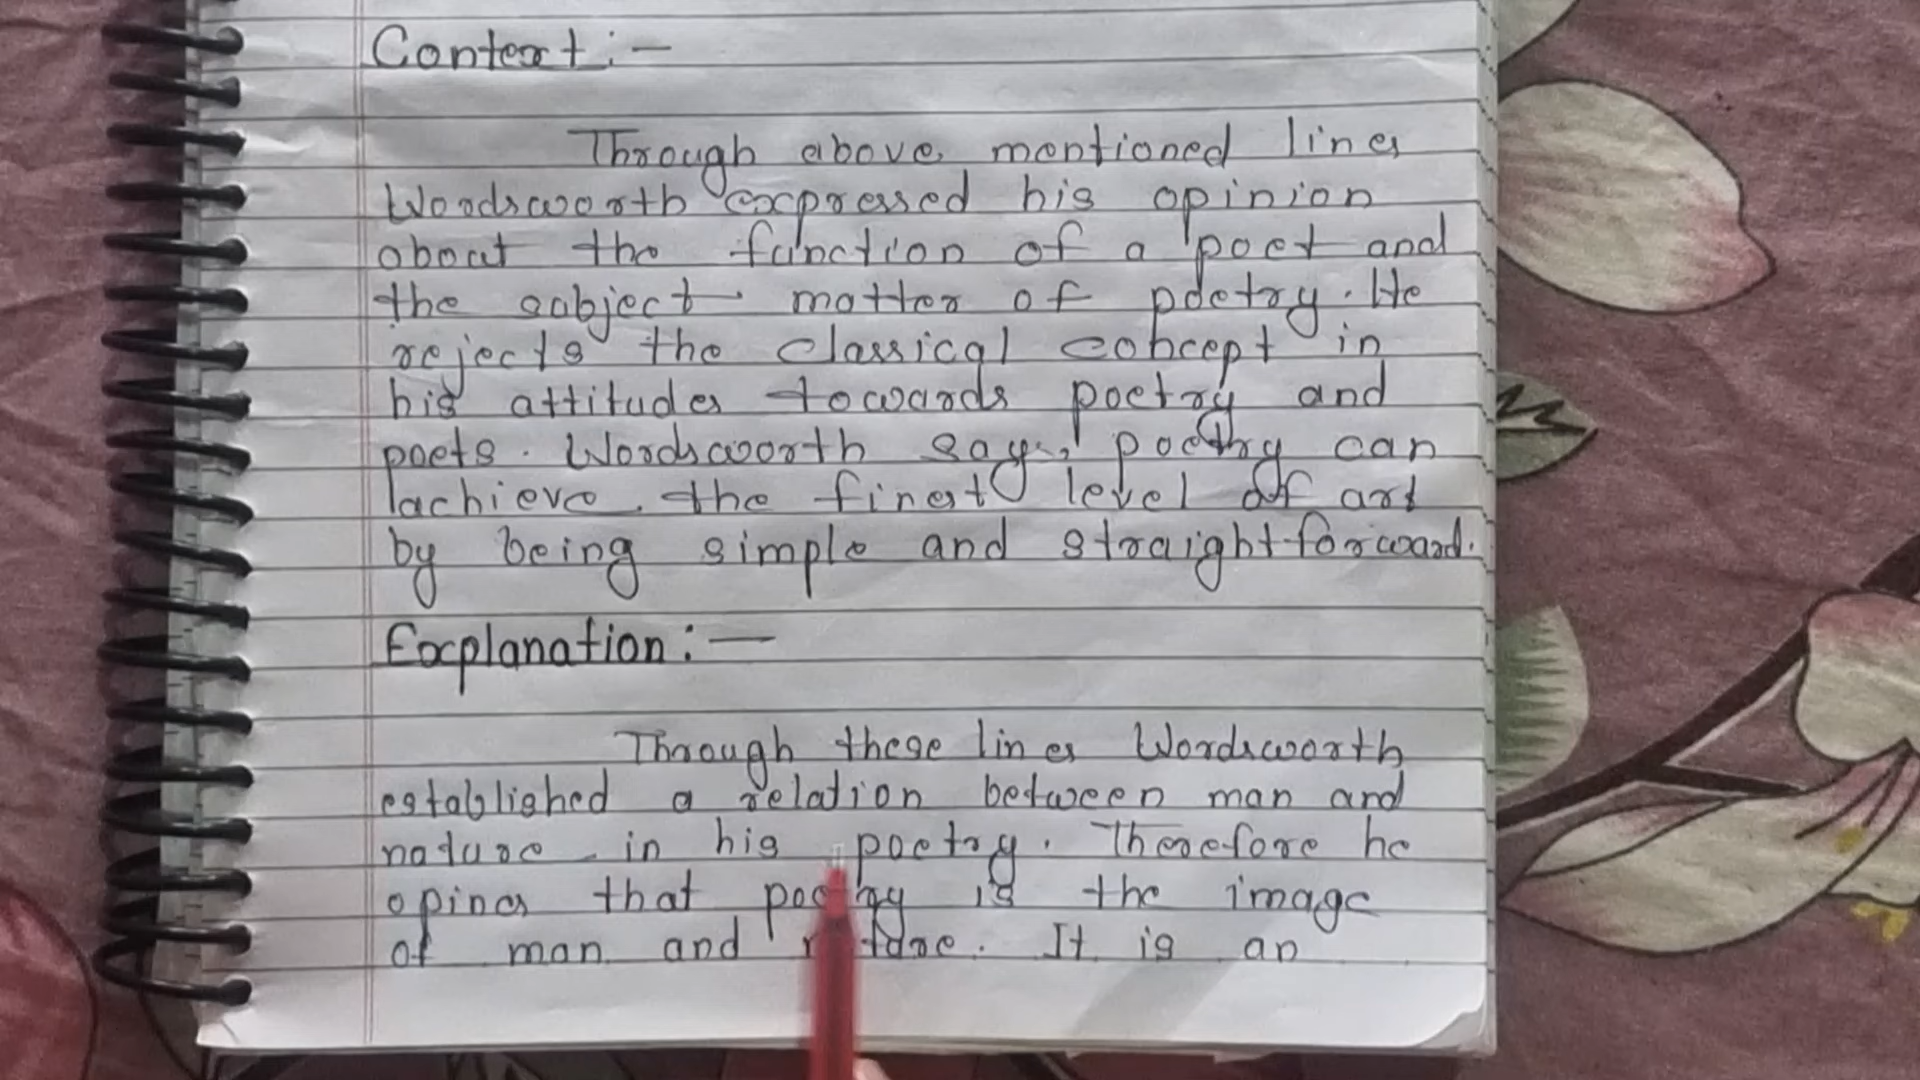 Context:-
Through above mentioned lines
Wordsworth expressed his opinion
about the function of a poet and
the subject matter of poetry. He
rejects the classical concept in
his attitudes towards poetry and
poets. Wordsworth says, poetry can
achieve the finest level of art
by being simple and straightforward.
Explanation:-
Through these lines Wordsworth
established a relation between man and
nature in his poetry. Therefore he
opines that poetry is the image
of man and nature. It is an